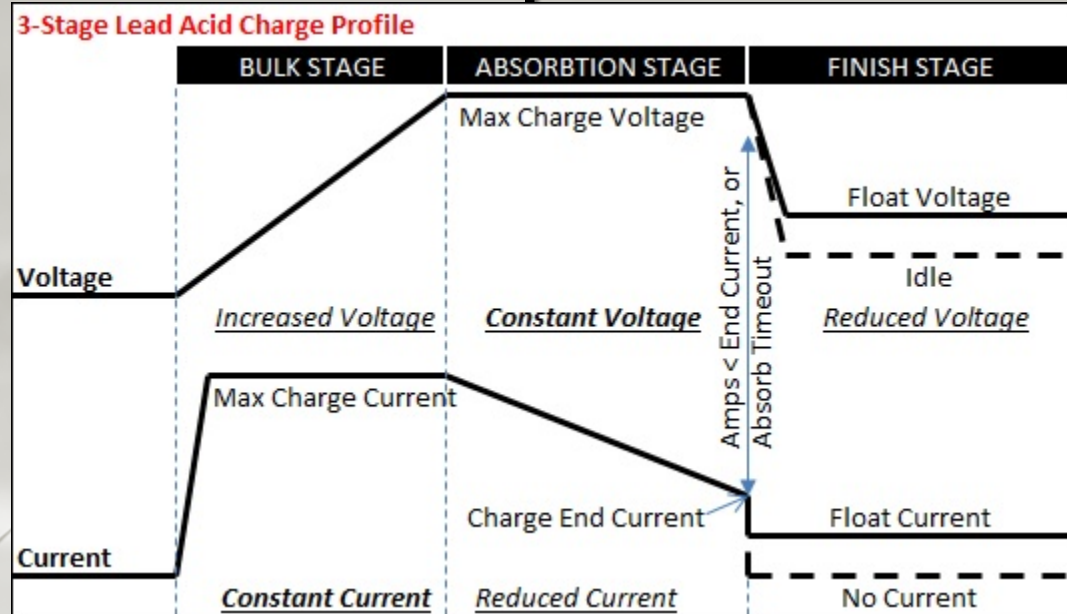 3-Stage Lead Acid Charge Profile
BULK STAGE
ABSORBTION STAGE
FINISH STAGE
Max Charge Voltage
Float Voltage
Voltage
Idle
Increased Voltage
Constant Voltage
Reduced Voltage
Amps < End Current, or
Absorb Timeout
Max Charge Current
Charge End Current
Float Current
Current
Constant Current
Reduced Current
No Current